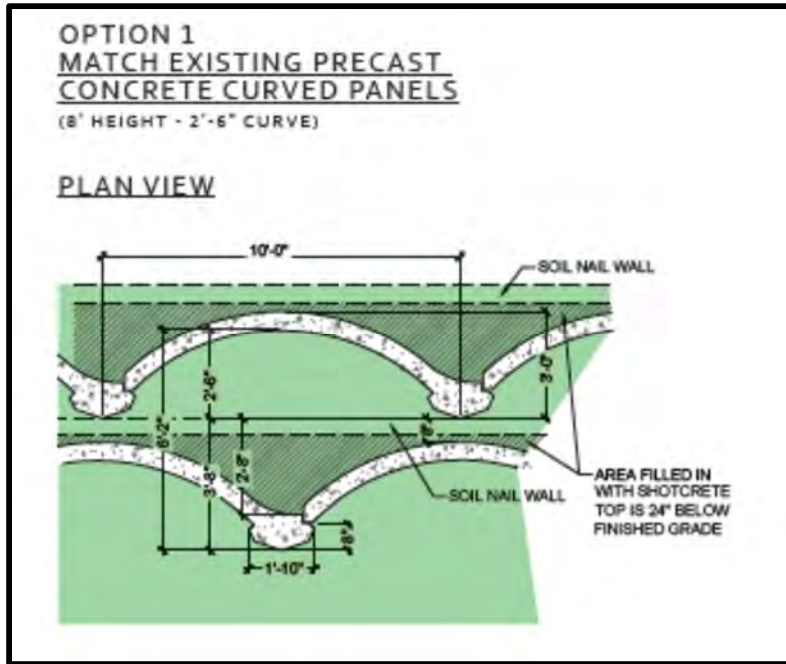 OPTION 1
MATCH EXISTING PRECAST
CONCRETE CURVED PANELS
(8' HEIGHT - 2'-6" CURVE)
PLAN VIEW
10'-0"
SOIL NAIL WALL
2'-6"
3'-0"
6'-2"
2'-8"
3'-8"
SOIL NAIL WALL
AREA FILLED IN
WITH SHOTCRETE
TOP IS 24" BELOW
FINISHED GRADE
8"
1'-10"